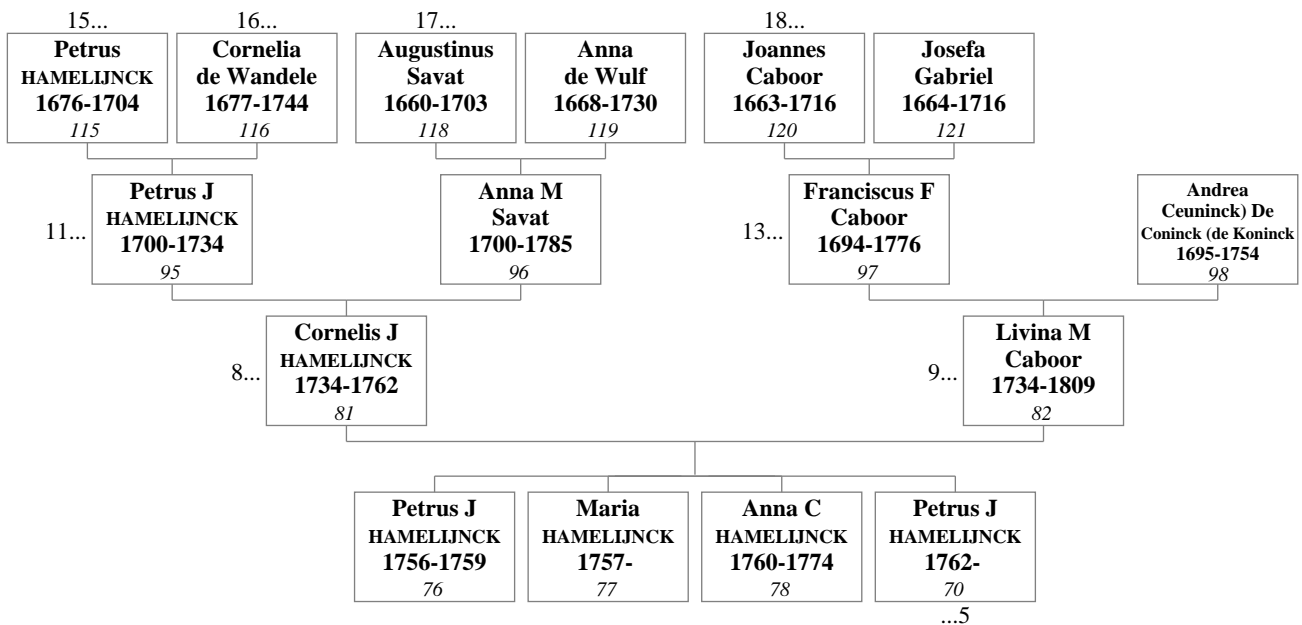 15...
16...
17...
18...
Petrus
HAMELIJNCK
1676-1704
115
Cornelia
de Wandele
1677-1744
116
Augustinus
Savat
1660-1703
118
Anna
de Wulf
1668-1730
119
Joannes
Caboor
1663-1716
120
Josefa
Gabriel
1664-1716
121
11...
Petrus J
HAMELIJNCK
1700-1734
95
Anna M
Savat
1700-1785
96
13...
Franciscus F
Caboor
1694-1776
97
Andrea
Ceuninck) De
Coninck (de Koninck
1695-1754
98
8...
Cornelis J
HAMELIJNCK
1734-1762
81
9...
Livina M
Caboor
1734-1809
82
Petrus J
HAMELIJNCK
1756-1759
76
Maria
HAMELIJNCK
1757-
77
Anna C
HAMELIJNCK
1760-1774
78
Petrus J
HAMELIJNCK
1762-
70
...5